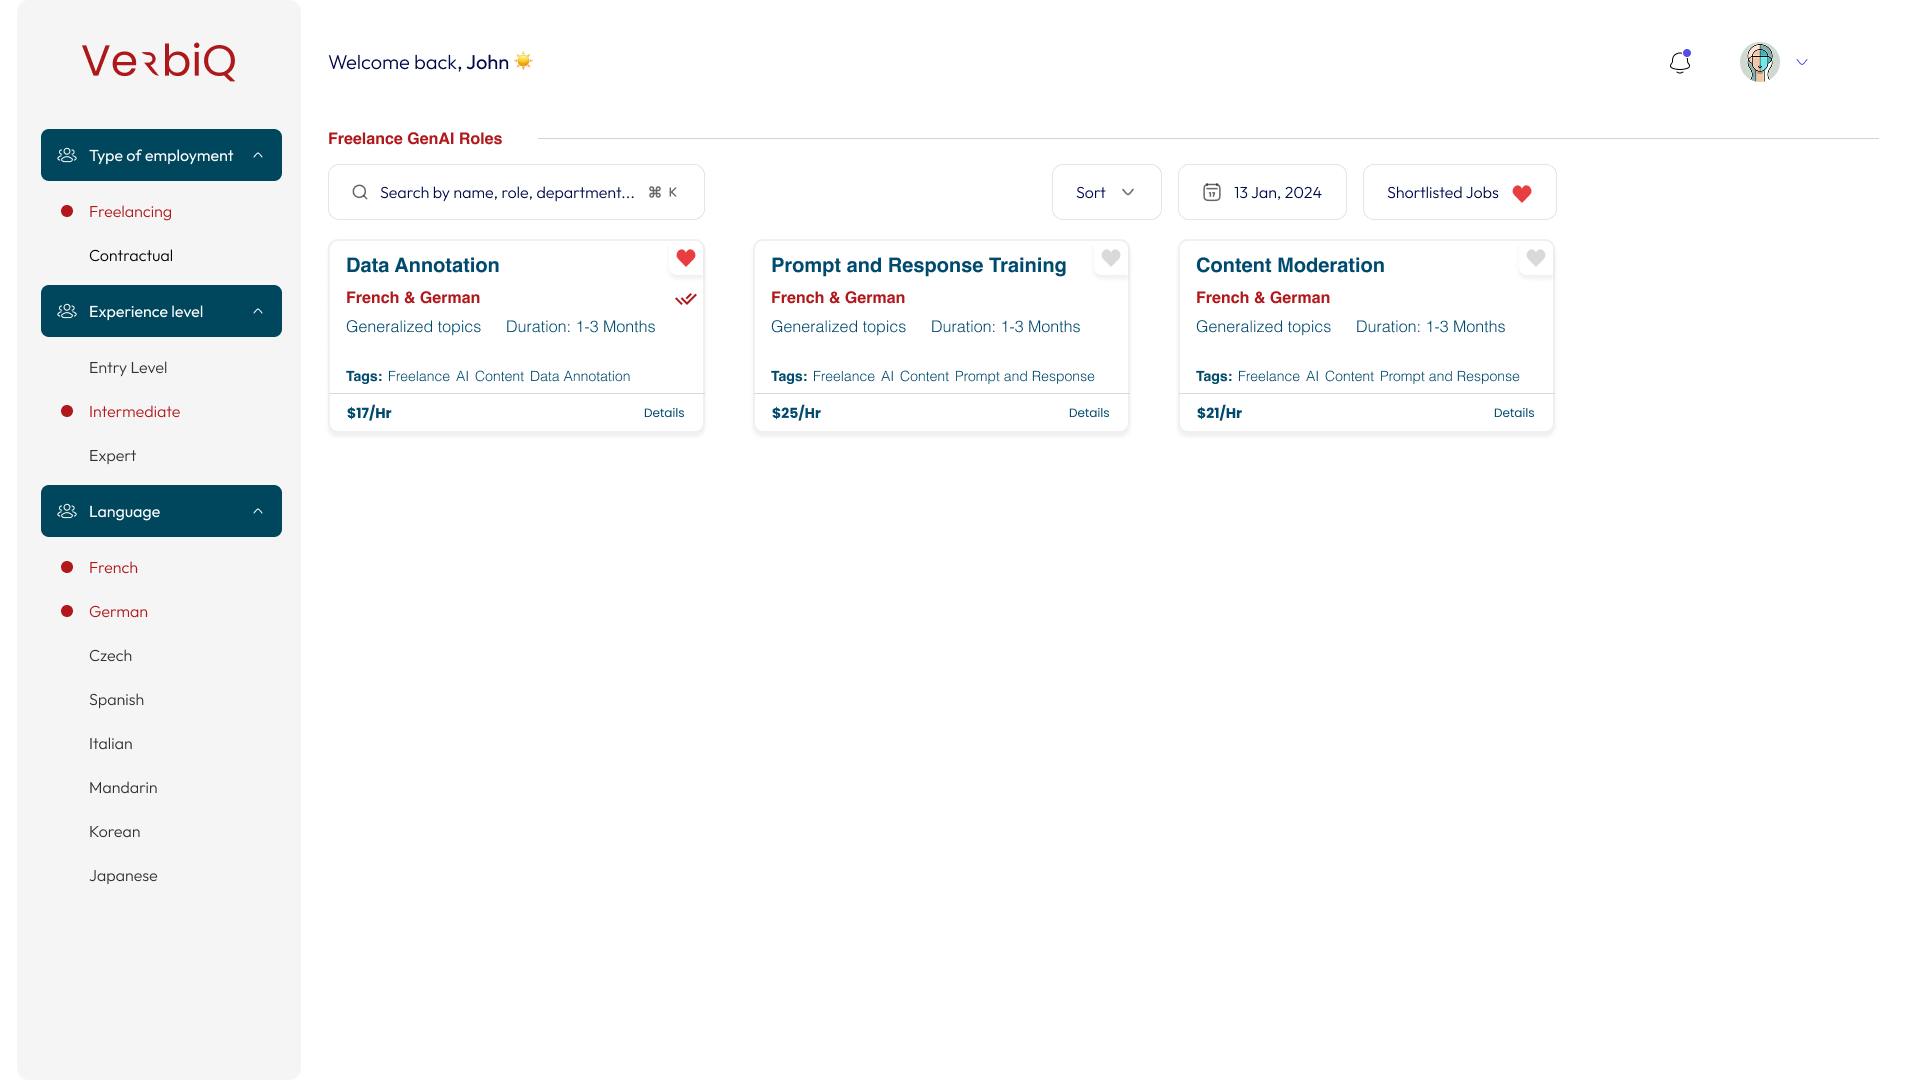 VerbiQ
Welcome back, John
Type of employment
Freelancing
Contractual
Experience level
Entry Level
Intermediate
Expert
Language
French
German
Czech
Spanish
Italian
Mandarin
Korean
Japanese
Freelance GenAI Roles
Search by name, role, department... ⌘ K
Sort
17
13 Jan, 2024
Shortlisted Jobs
Data Annotation
French & German
Generalized topics Duration: 1-3 Months
Tags: Freelance AI Content Data Annotation
$17/Hr Details
Prompt and Response Training
French & German
Generalized topics Duration: 1-3 Months
Tags: Freelance AI Content Prompt and Response
$25/Hr Details
Content Moderation
French & German
Generalized topics Duration: 1-3 Months
Tags: Freelance AI Content Prompt and Response
$21/Hr Details